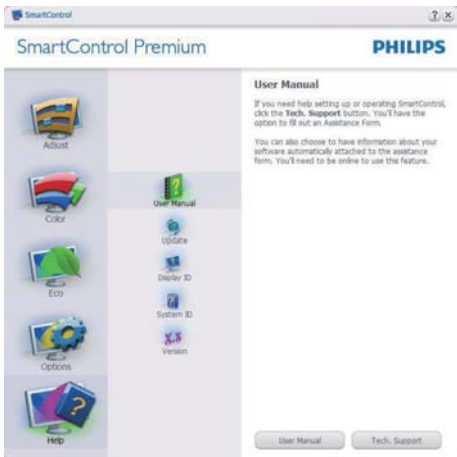 SmartControl
? X
SmartControl Premium
PHILIPS
Adjust
Color
Eco
Options
Help
User Manual
Update
Display ID
System ID
X.X
Version
User Manual
If you need help setting up or operating SmartControl,
click the Tech. Support button. You'll have the
option to fill out an Assistance Form.
You can also choose to have information about your
software automatically attached to the assistance
form. You'll need to be online to use this feature.
User Manual
Tech. Support